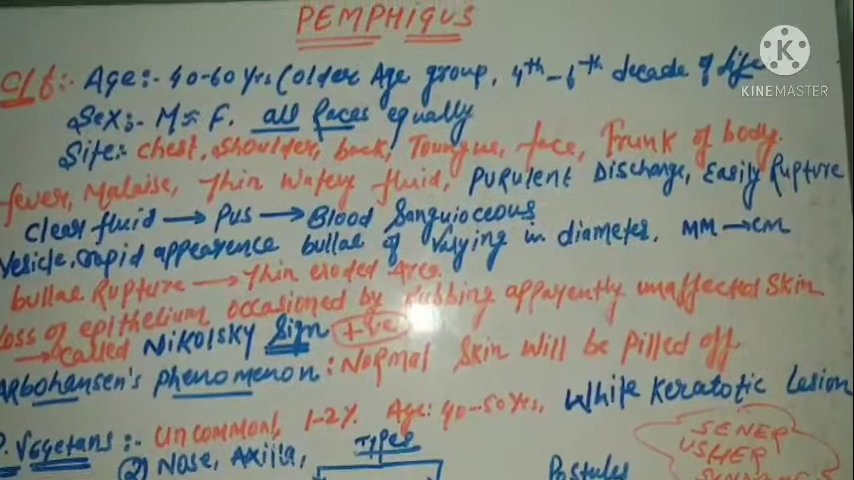 PEMPHIGUS
C/f:- Age:- 40-60 yrs (older Age group, 4th - 6th decade of life
Sex:- M ≈ F. all Races equally
Site:- chest, shoulder, back, Toungue, face, Trunk of body.
fever, Malaise, Thin watery fluid, Purulent Discharge, Easily Rupture
Clear fluid → Pus → Blood Sanguioceous
Vesicle, rapid appearence bullae of varying in diameter. MM → CM
bullae Rupture → Thin eroded Area.
loss of epithelium occasioned by rubbing apparently unaffected Skin
→ called NIKOLSKY Sign +ve
Arbohansen's phenomenon: Normal Skin will be pilled off
P. Vegetans:- Uncommon, 1-2%. Age: 40-50 yrs, White Keratotic Lesion
② Nose, Axilla,
TYPES
Postules
SENER
USHER
KINEMASTER